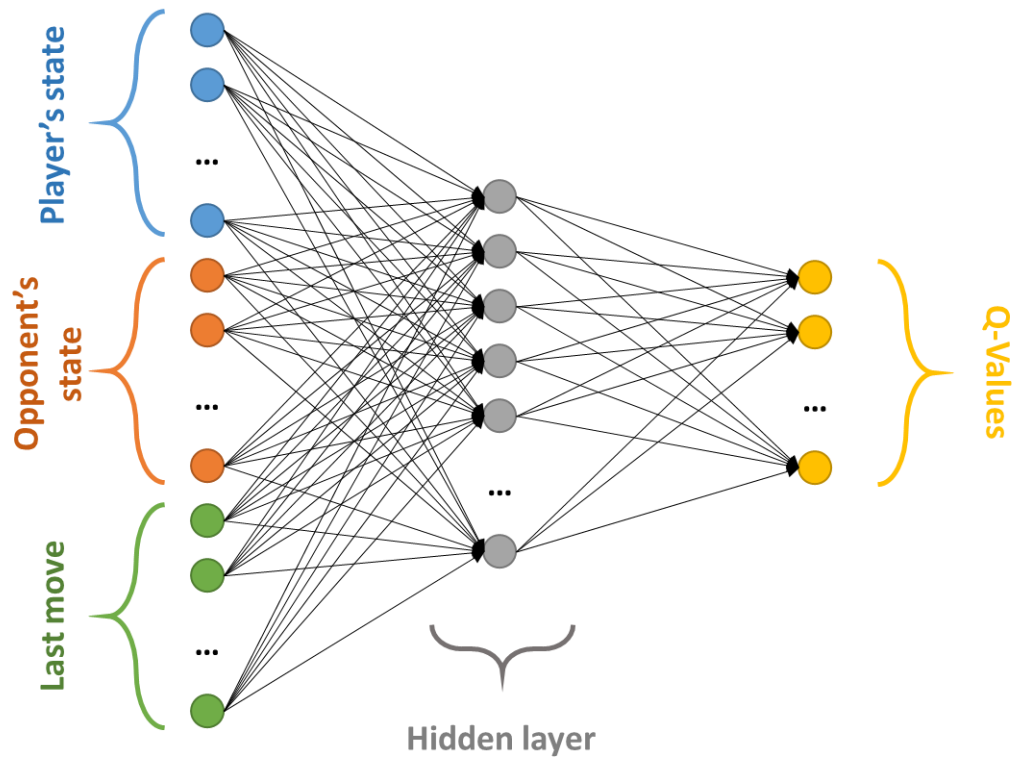 Player's state
...
Opponent's
state
...
Last move
...
...
Hidden layer
...
Q-Values